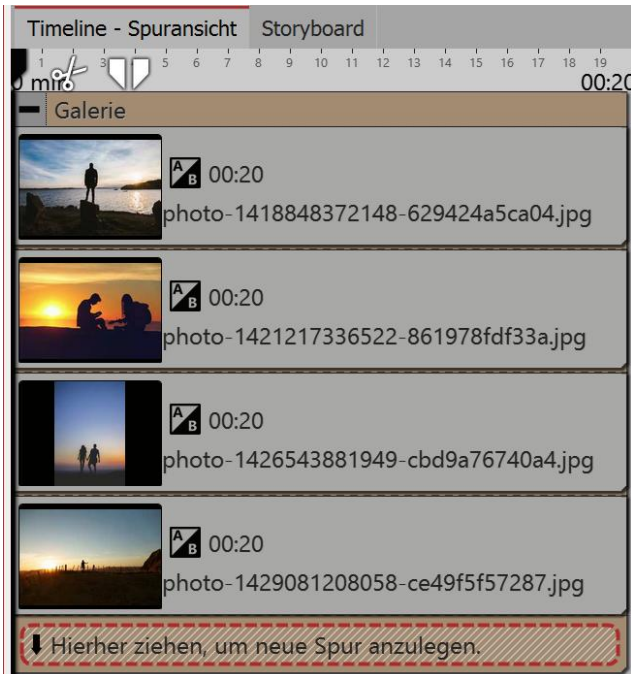 Timeline - Spuransicht Storyboard
1 3 5 6 7 8 9 10 11 12 13 14 15 16 17 18 19
0 min 00:20
Galerie
A B 00:20
photo-1418848372148-629424a5ca04.jpg
A B 00:20
photo-1421217336522-861978fdf33a.jpg
A B 00:20
photo-1426543881949-cbd9a76740a4.jpg
A B 00:20
photo-1429081208058-ce49f5f57287.jpg
Hierher ziehen, um neue Spur anzulegen.